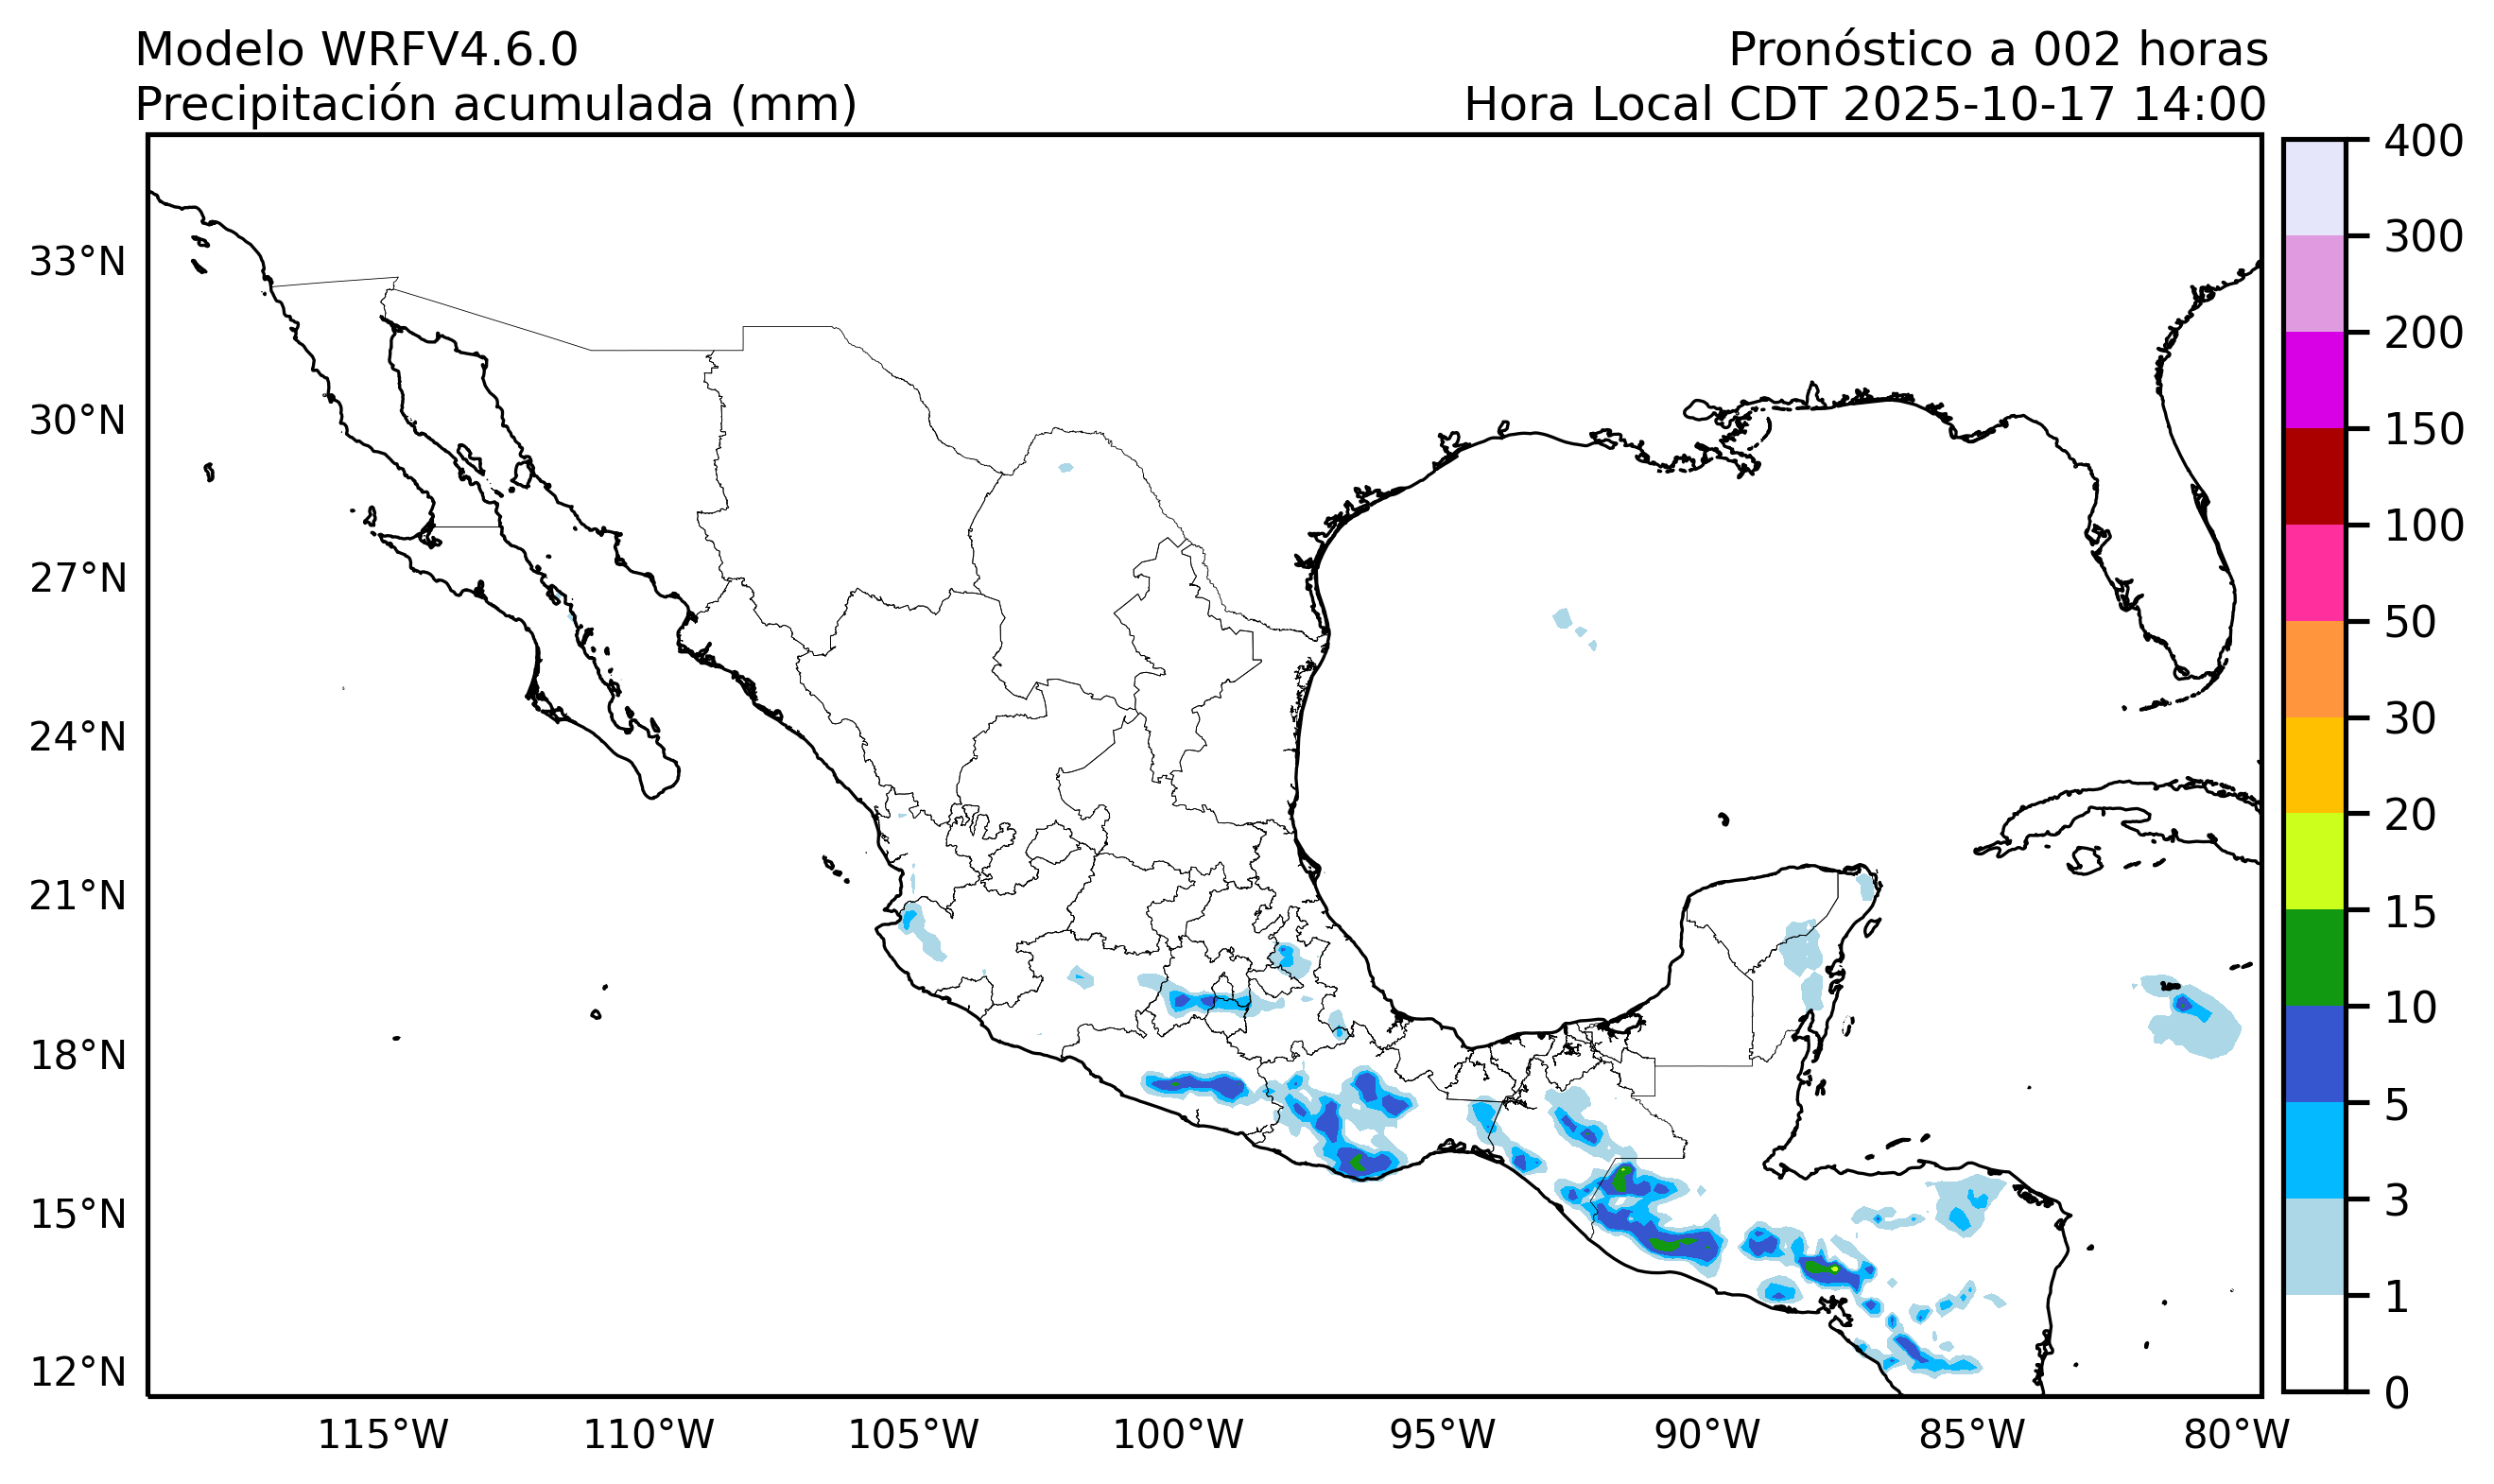 Modelo WRFV4.6.0
Pronóstico a 002 horas
Precipitación acumulada (mm)
Hora Local CDT 2025-10-17 14:00
33°N
30°N
27°N
24°N
21°N
18°N
15°N
12°N
115°W
110°W
105°W
100°W
95°W
90°W
85°W
80°W
400
300
200
150
100
50
30
20
15
10
5
3
1
0